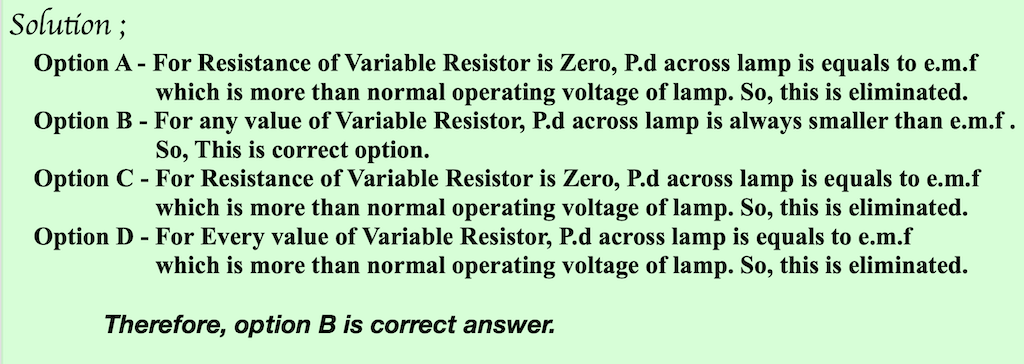 Solution ;
Option A - For Resistance of Variable Resistor is Zero, P.d across lamp is equals to e.m.f
which is more than normal operating voltage of lamp. So, this is eliminated.
Option B - For any value of Variable Resistor, P.d across lamp is always smaller than e.m.f .
So, This is correct option.
Option C - For Resistance of Variable Resistor is Zero, P.d across lamp is equals to e.m.f
which is more than normal operating voltage of lamp. So, this is eliminated.
Option D - For Every value of Variable Resistor, P.d across lamp is equals to e.m.f
which is more than normal operating voltage of lamp. So, this is eliminated.
Therefore, option B is correct answer.